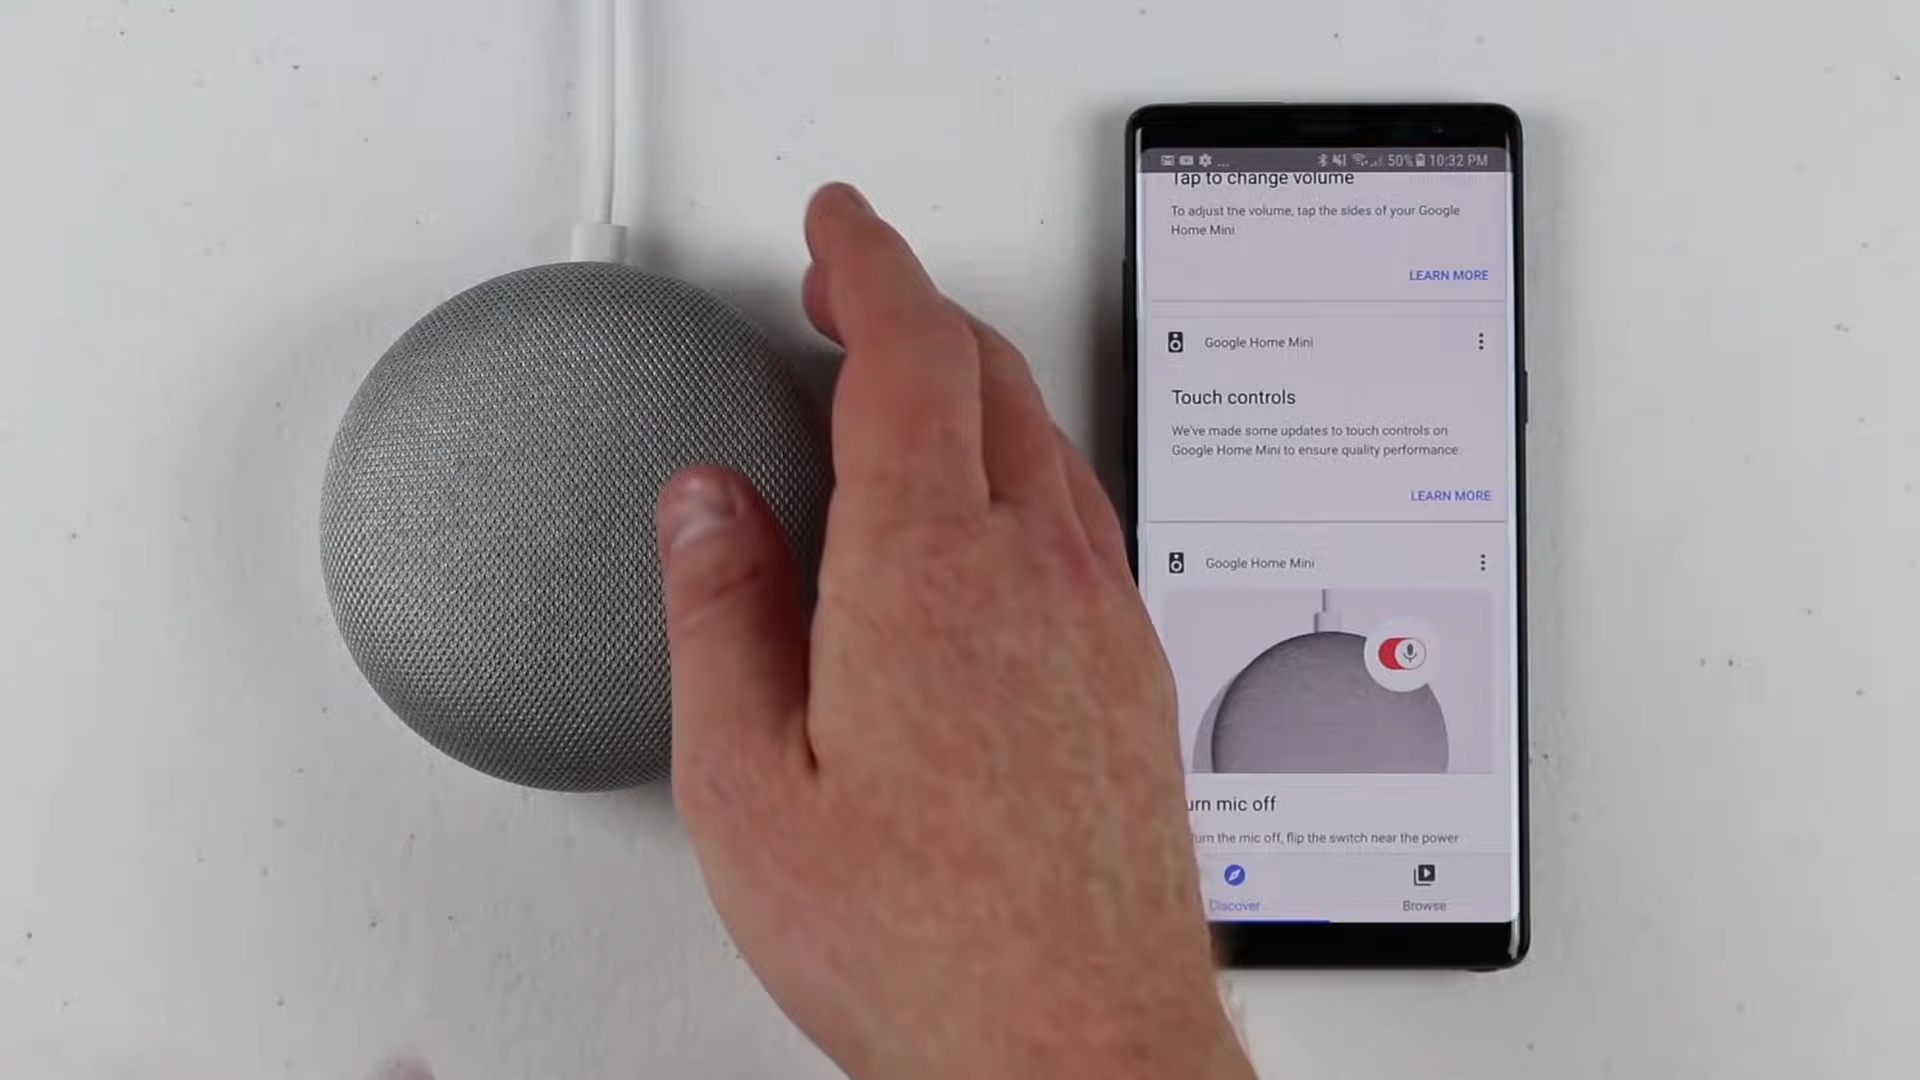 ... 50% 10:32 PM
Tap to change volume
To adjust the volume, tap the sides of your Google
Home Mini
LEARN MORE
Google Home Mini
Touch controls
We've made some updates to touch controls on
Google Home Mini to ensure quality performance.
LEARN MORE
Google Home Mini
urn mic off
urn the mic off, flip the switch near the power
Discover
Browse